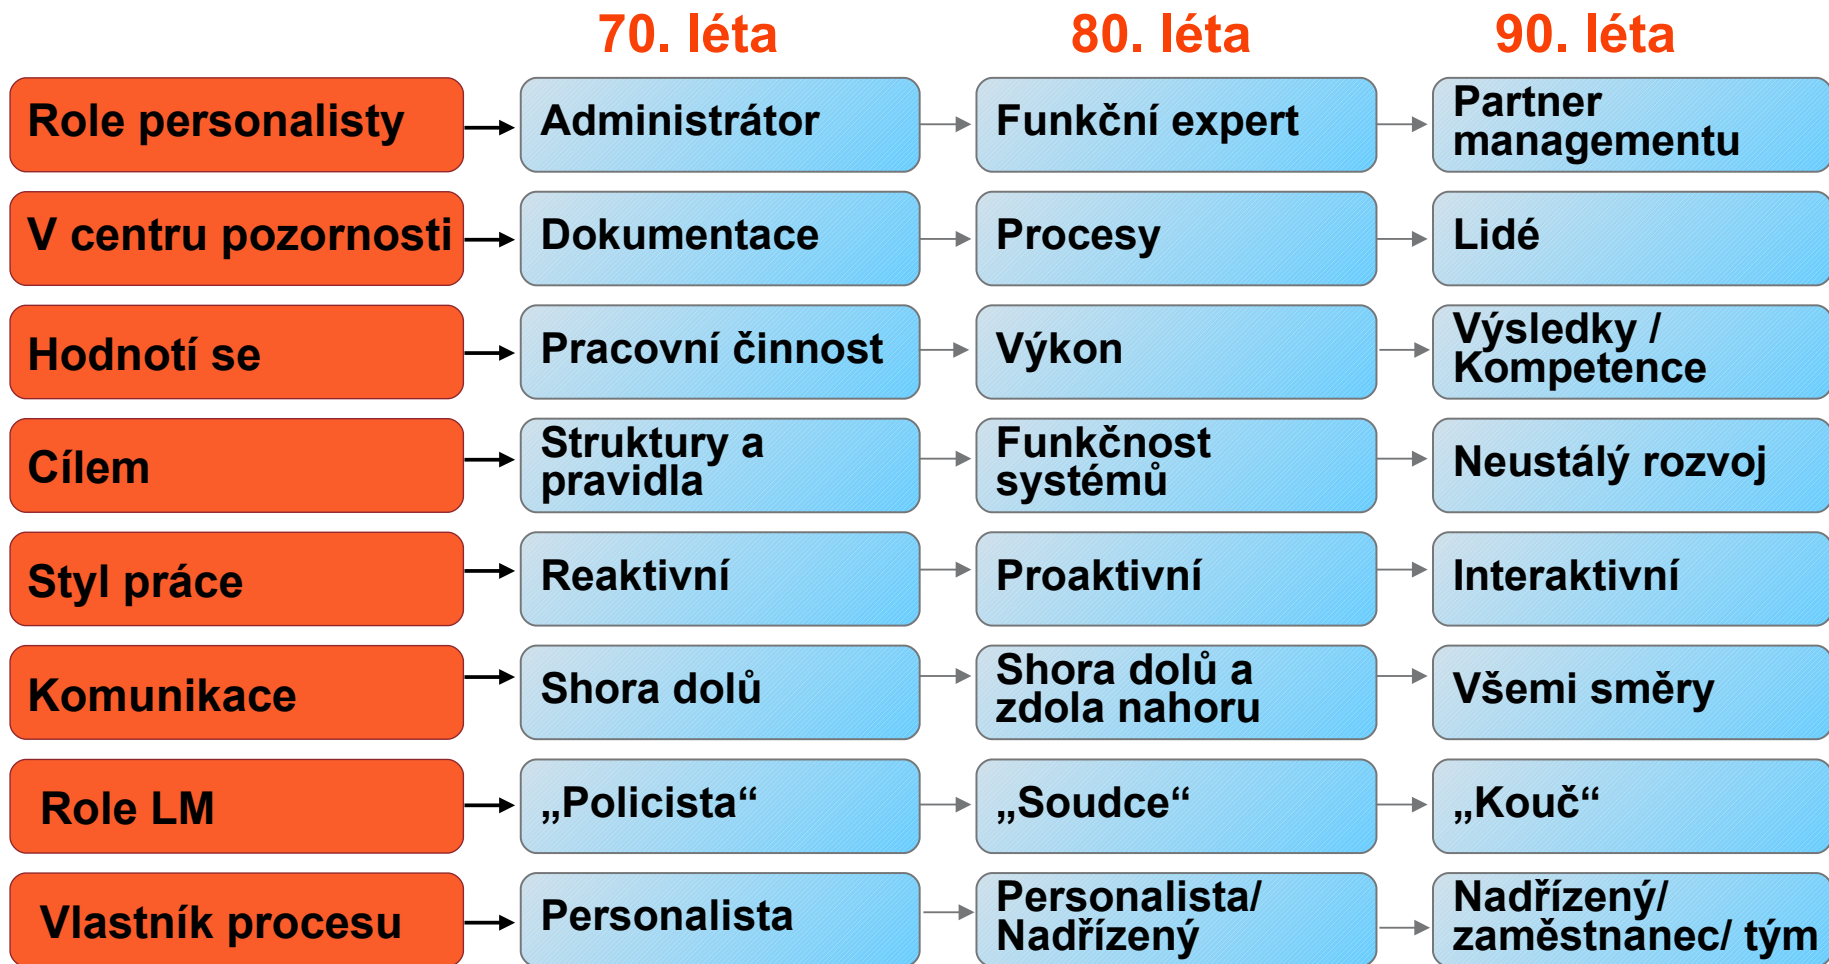 70. léta 80. léta 90. léta
Role personalisty Administrátor Funkční expert Partner
managementu
V centru pozornosti Dokumentace Procesy Lidé
Hodnotí se Pracovní činnost Výkon Výsledky /
Kompetence
Cílem Struktury a
pravidla Funkčnost
systémů Neustálý rozvoj
Styl práce Reaktivní Proaktivní Interaktivní
Komunikace Shora dolů Shora dolů a
zdola nahoru Všemi směry
Role LM „Policista“ „Soudce“ „Kouč“
Vlastník procesu Personalista Personalista/
Nadřízený Nadřízený/
zaměstnanec/ tým